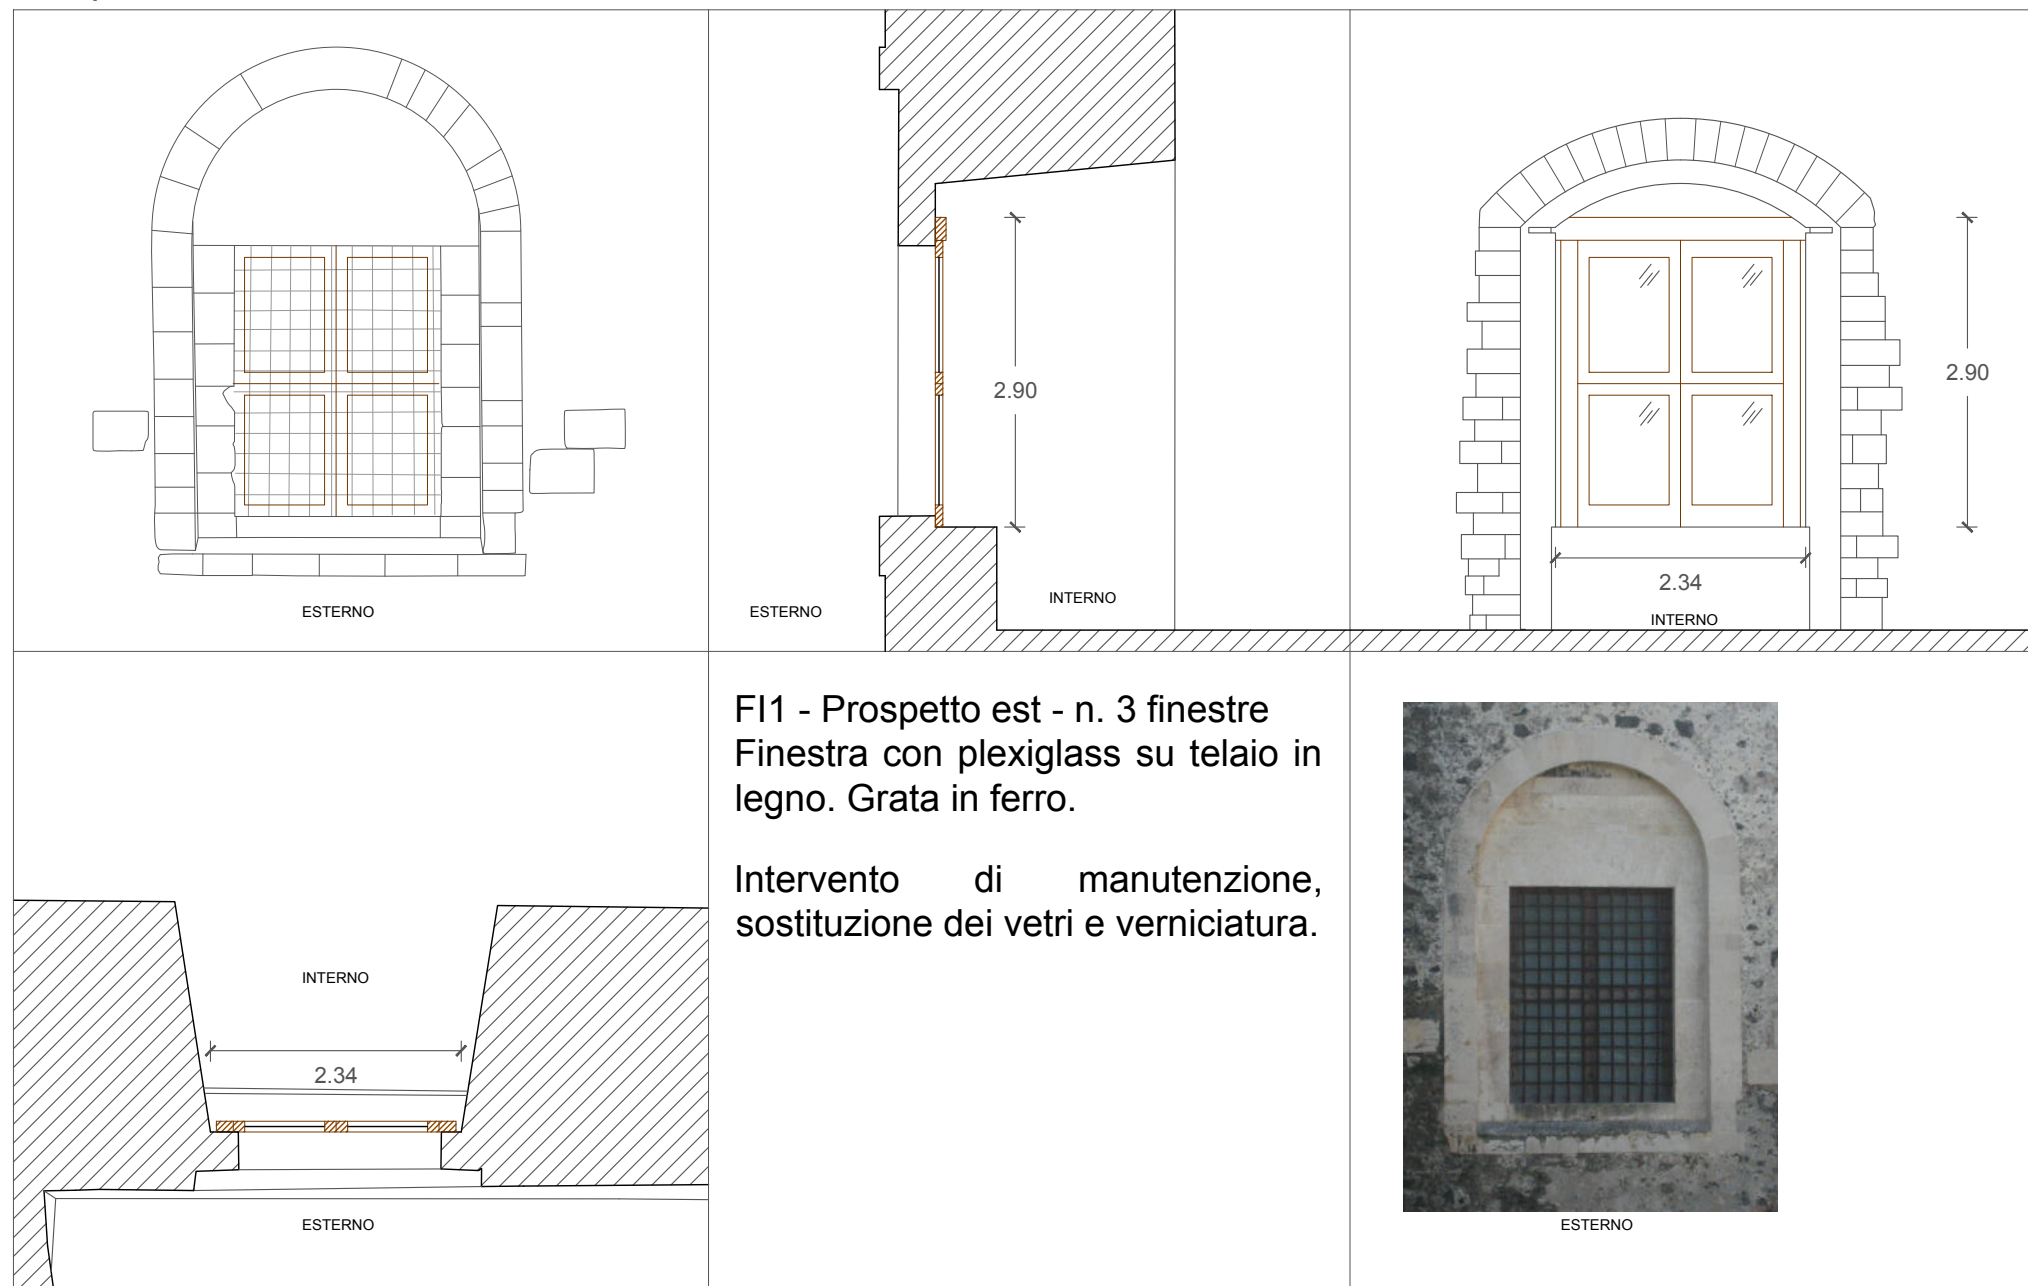 ESTERNO
2.90
ESTERNO
INTERNO
2.90
2.34
INTERNO
INTERNO
2.34
ESTERNO
FI1 - Prospetto est - n. 3 finestre
Finestra con plexiglass su telaio in
legno. Grata in ferro.
Intervento di manutenzione,
sostituzione dei vetri e verniciatura.
ESTERNO